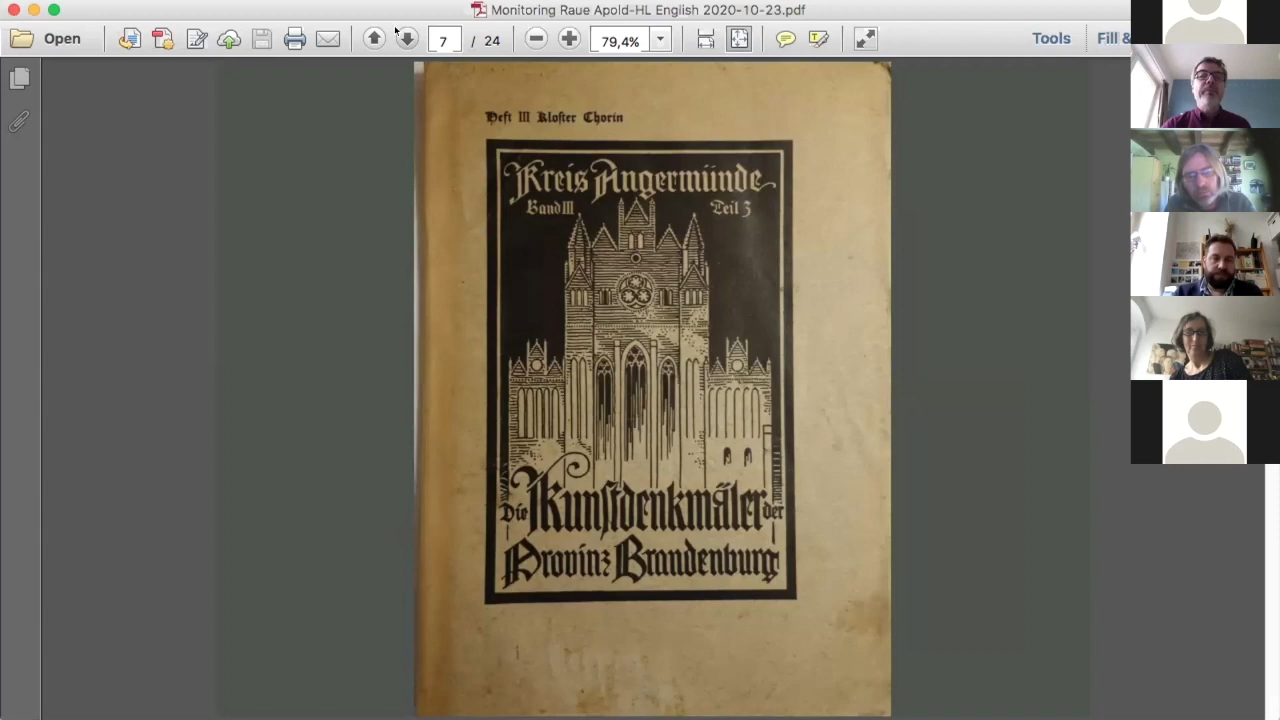 Monitoring Raue Apold-HL English 2020-10-23.pdf
Open
7 / 24
79,4%
Tools
Fill &
Heft III Kloster Chorin
Kreis Angermünde
Band III Teil 3
Die Kunstdenkmäler der
Provinz Brandenburg